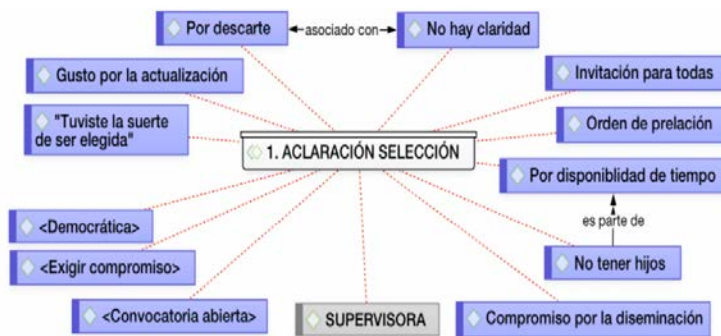 Por descarte
asociado con
No hay claridad
Gusto por la actualización
Invitación para todas
"Tuviste la suerte
de ser elegida"
Orden de prelación
1. ACLARACIÓN SELECCIÓN
Por disponiblidad de tiempo
es parte de
<Democrática>
<Exigir compromiso>
No tener hijos
<Convocatoria abierta>
SUPERVISORA
Compromiso por la diseminación